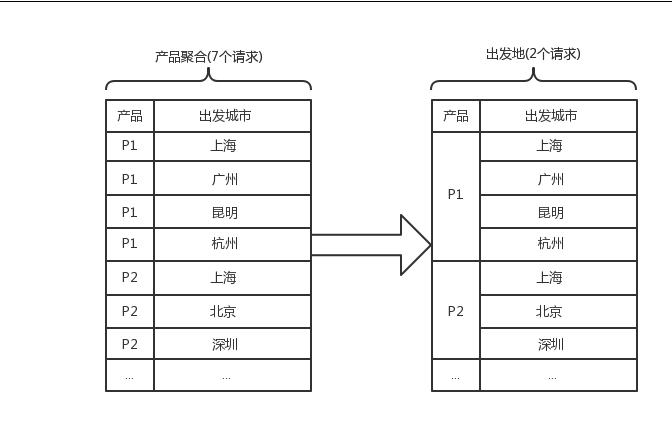 产品聚合(7个请求)
产品 出发城市
P1 上海
P1 广州
P1 昆明
P1 杭州
P2 上海
P2 北京
P2 深圳
... ...
出发地(2个请求)
产品 出发城市
P1
上海
广州
昆明
杭州
P2
上海
北京
深圳
... ...